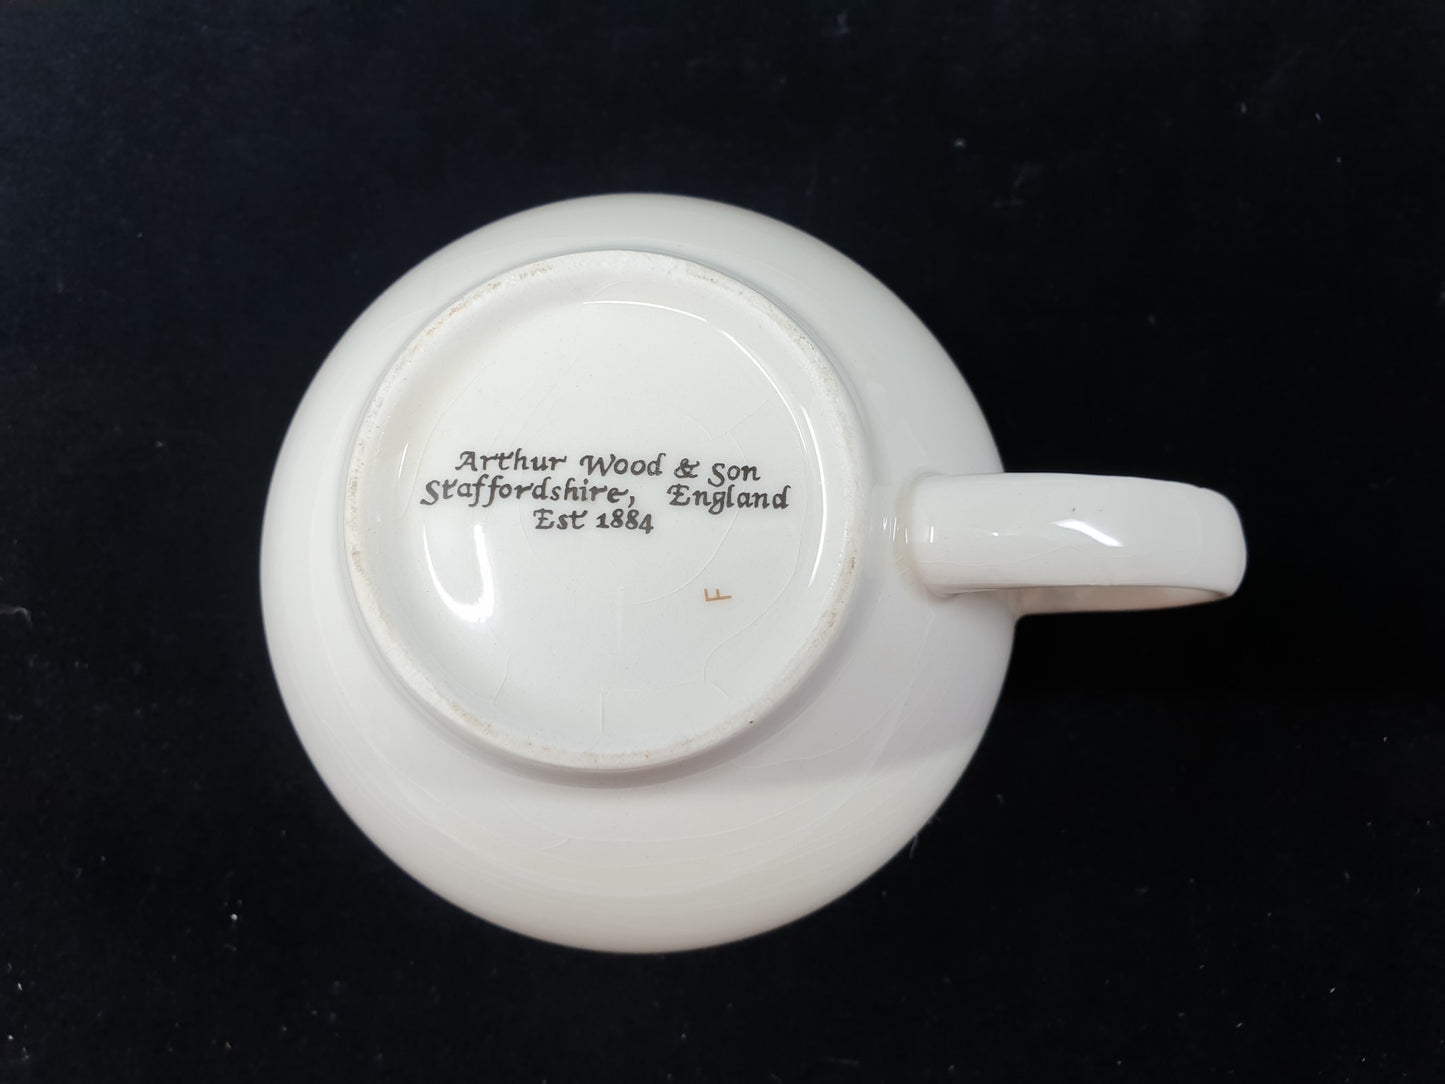 Arthur Wood & Son
Staffordshire, England
Est 1884
F